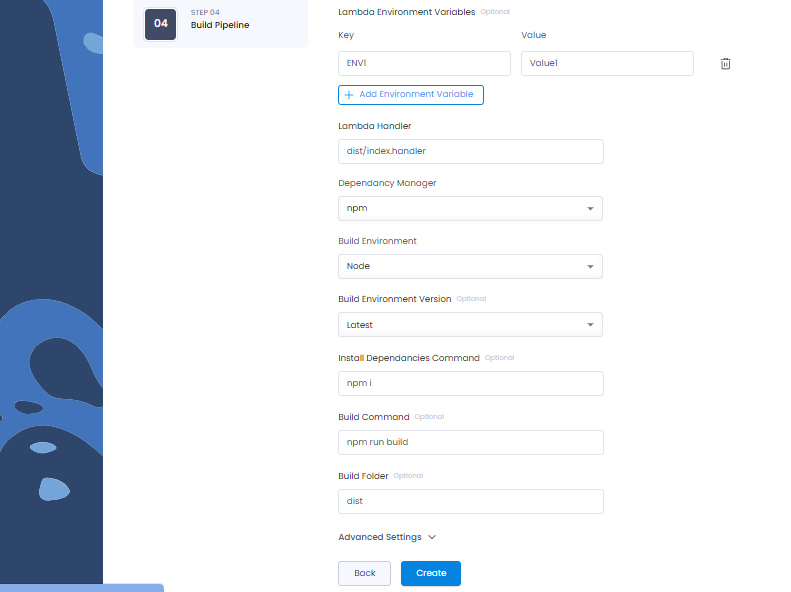 04
STEP 04
Build Pipeline
Lambda Environment Variables Optional
Key Value
ENV1 Value1
Add Environment Variable
Lambda Handler
dist/index.handler
Dependancy Manager
npm
Build Environment
Node
Build Environment Version Optional
Latest
Install Dependancies Command Optional
npm i
Build Command Optional
npm run build
Build Folder Optional
dist
Advanced Settings
Back Create